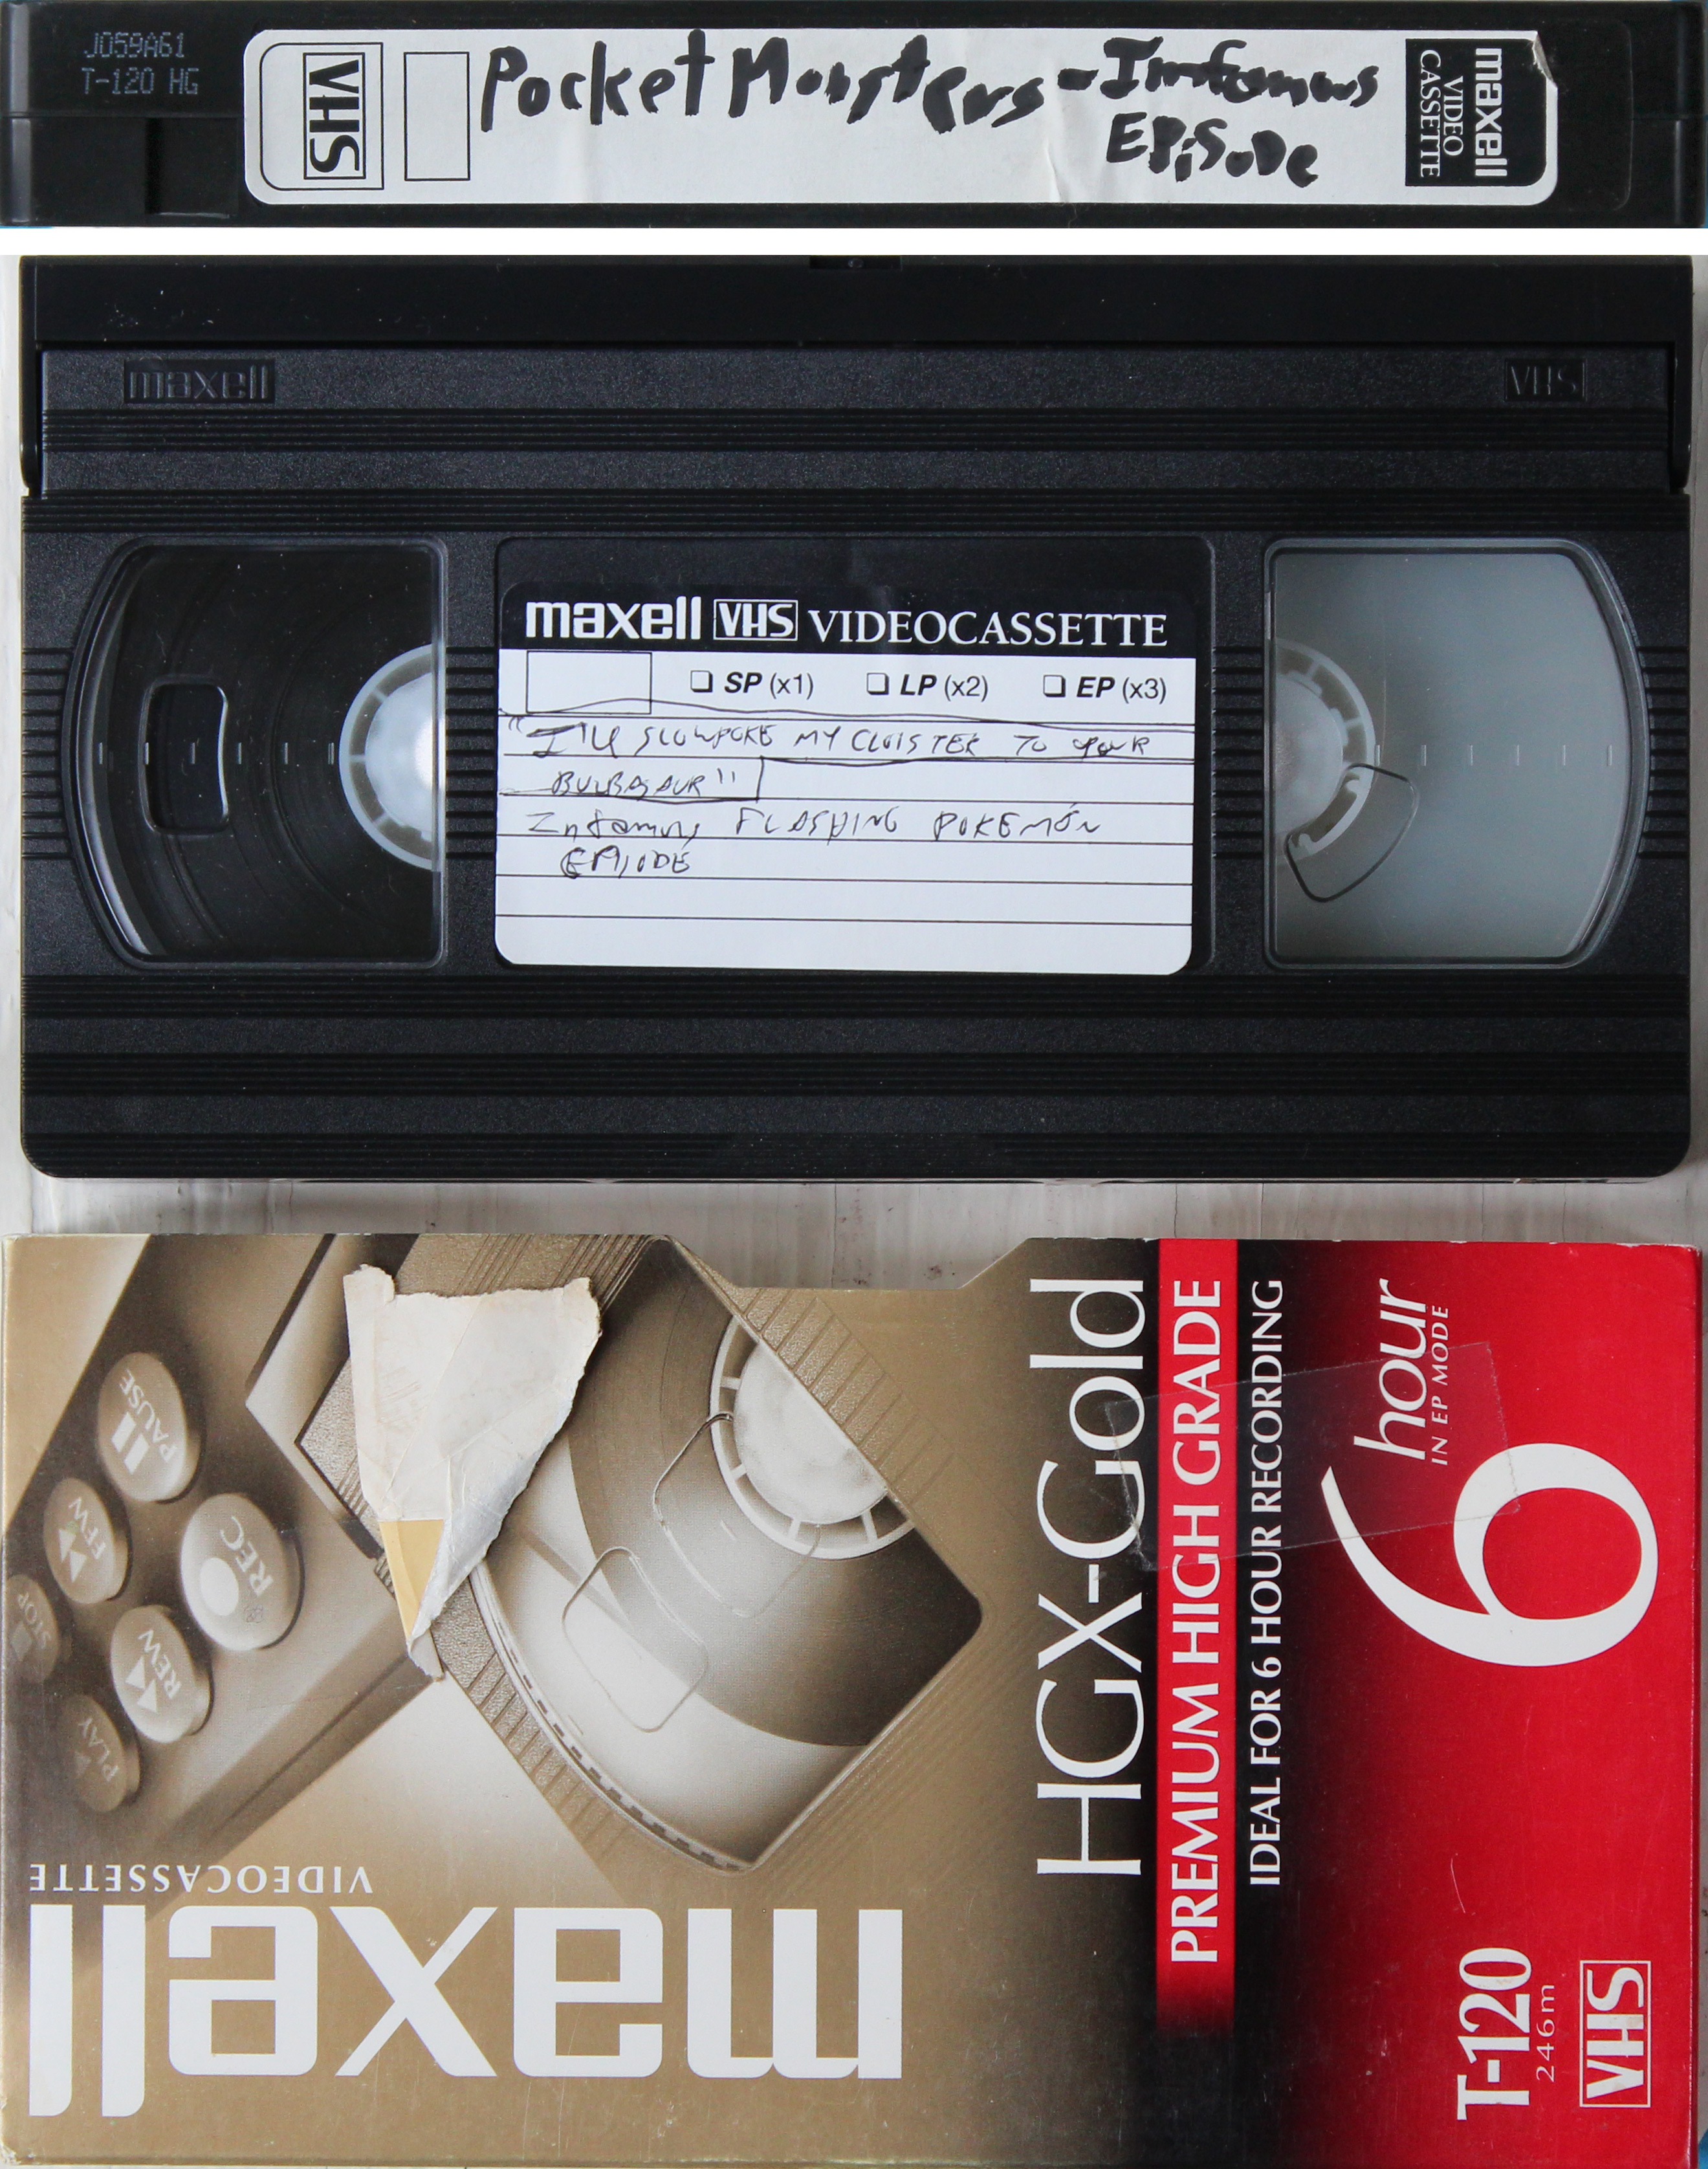 J059A61
T-120 HG
VHS
Pocket Monsters - Imfamous
EPiSoDe
maxell
VIDEO
CASSETTE
maxell
VHS
maxell VHS VIDEOCASSETTE
SP (x1) LP (x2) EP (x3)
"I'll SLOWPOKE MY CLOISTER TO YOUR
BULBASAUR"
Infamous FLASHING POKEMÓN
EPISODE
PAUSE
FFW
REC
STOP
REW
PLAY
maxell
VIDEOCASSETTE
HGX-Gold
PREMIUM HIGH GRADE
IDEAL FOR 6 HOUR RECORDING
6 hour
IN EP MODE
T-120
246m
VHS